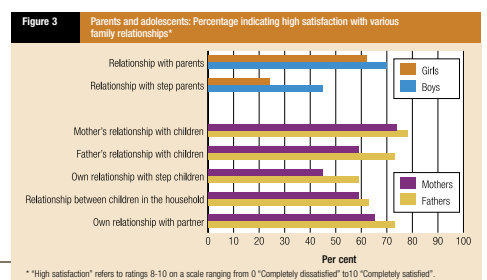 Figure 3
Parents and adolescents: Percentage indicating high satisfaction with various
family relationships*
Relationship with parents
Relationship with step parents
Girls
Boys
Mother's relationship with children
Father's relationship with children
Own relationship with step children
Relationship between children in the household
Own relationship with partner
Mothers
Fathers
0 10 20 30 40 50 60 70 80 90 100
Per cent
* "High satisfaction" refers to ratings 8-10 on a scale ranging from 0 "Completely dissatisfied" to10 "Completely satisfied".